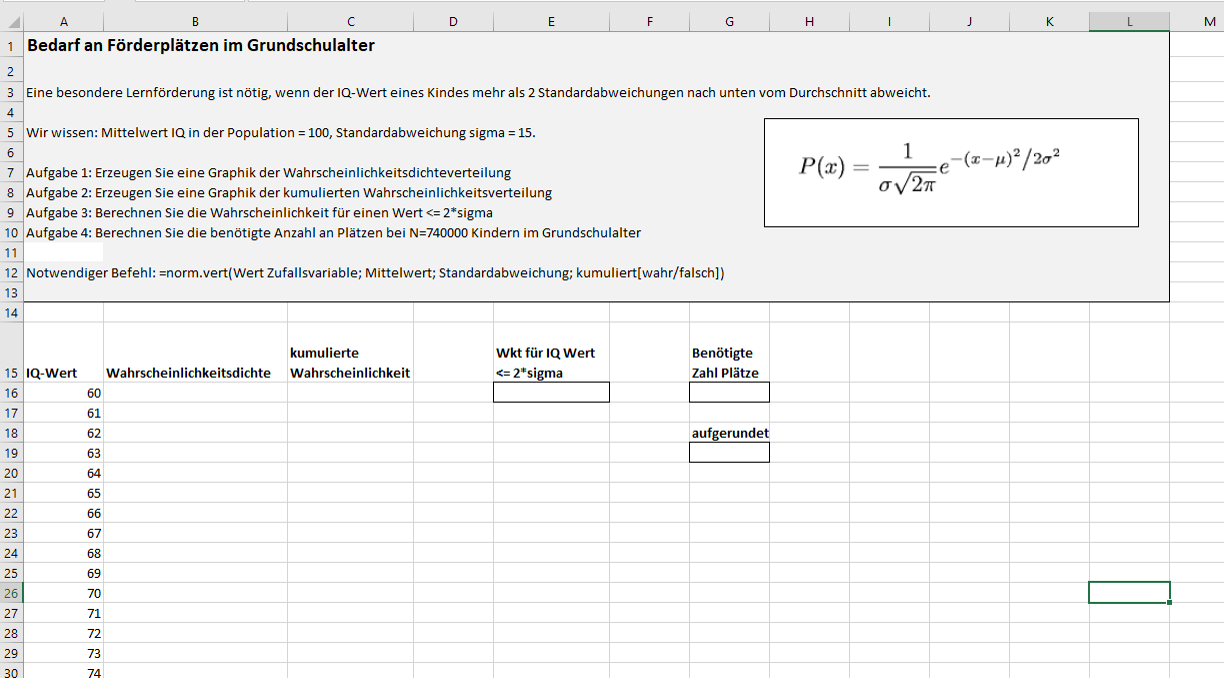 A B C D E F G H I J K L M
1 Bedarf an Förderplätzen im Grundschulalter
2
3 Eine besondere Lernförderung ist nötig, wenn der IQ-Wert eines Kindes mehr als 2 Standardabweichungen nach unten vom Durchschnitt abweicht.
4
5 Wir wissen: Mittelwert IQ in der Population = 100, Standardabweichung sigma = 15.
6
P(x) = \frac{1}{σ\sqrt{2π}} e^{-(x-μ)^2/2σ^2}
7 Aufgabe 1: Erzeugen Sie eine Graphik der Wahrscheinlichkeitsdichteverteilung
8 Aufgabe 2: Erzeugen Sie eine Graphik der kumulierten Wahrscheinlichkeitsverteilung
9 Aufgabe 3: Berechnen Sie die Wahrscheinlichkeit für einen Wert <= 2*sigma
10 Aufgabe 4: Berechnen Sie die benötigte Anzahl an Plätzen bei N=740000 Kindern im Grundschulalter
11
12 Notwendiger Befehl: =norm.vert(Wert Zufallsvariable; Mittelwert; Standardabweichung; kumuliert[wahr/falsch])
13
14
kumulierte Wkt für IQ Wert Benötigte
15 IQ-Wert Wahrscheinlichkeitsdichte Wahrscheinlichkeit <= 2*sigma Zahl Plätze
16 60
17 61
18 62 aufgerundet
19 63
20 64
21 65
22 66
23 67
24 68
25 69
26 70
27 71
28 72
29 73
30 74